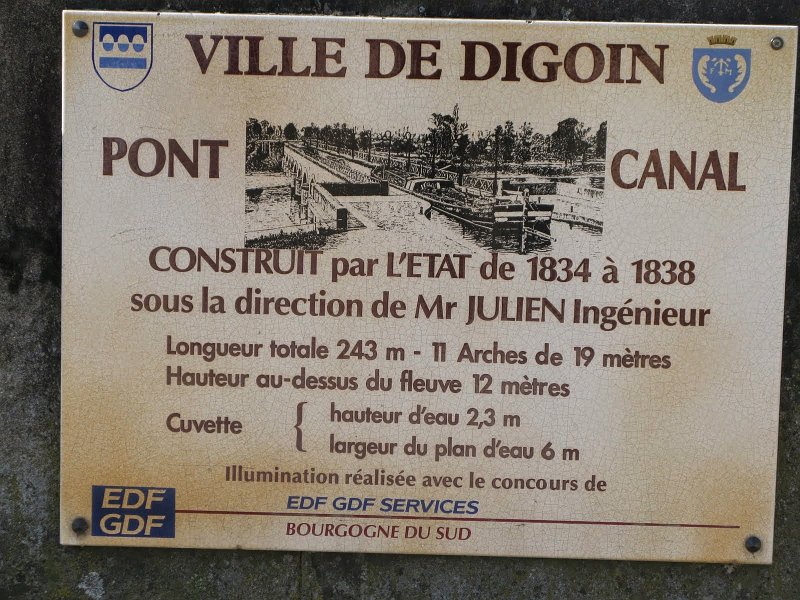 VILLE DE DIGOIN
PONT CANAL
CONSTRUIT par L'ETAT de 1834 à 1838
sous la direction de Mr JULIEN Ingénieur
Longueur totale 243 m - 11 Arches de 19 mètres
Hauteur au-dessus du fleuve 12 mètres
Cuvette { hauteur d'eau 2,3 m
largeur du plan d'eau 6 m
Illumination réalisée avec le concours de
EDF GDF SERVICES
BOURGOGNE DU SUD
EDF
GDF